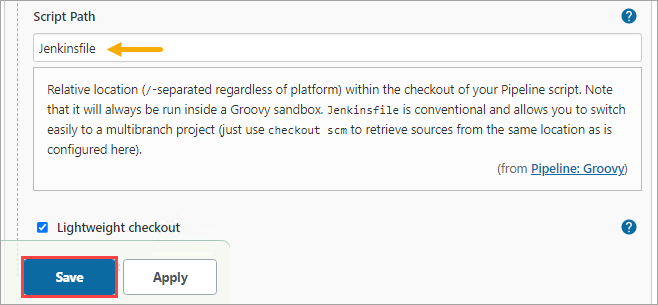 Script Path
Jenkinsfile
Relative location (/-separated regardless of platform) within the checkout of your Pipeline script. Note
that it will always be run inside a Groovy sandbox. Jenkinsfile is conventional and allows you to switch
easily to a multibranch project (just use checkout scm to retrieve sources from the same location as is
configured here).
(from Pipeline: Groovy)
Lightweight checkout
Save Apply